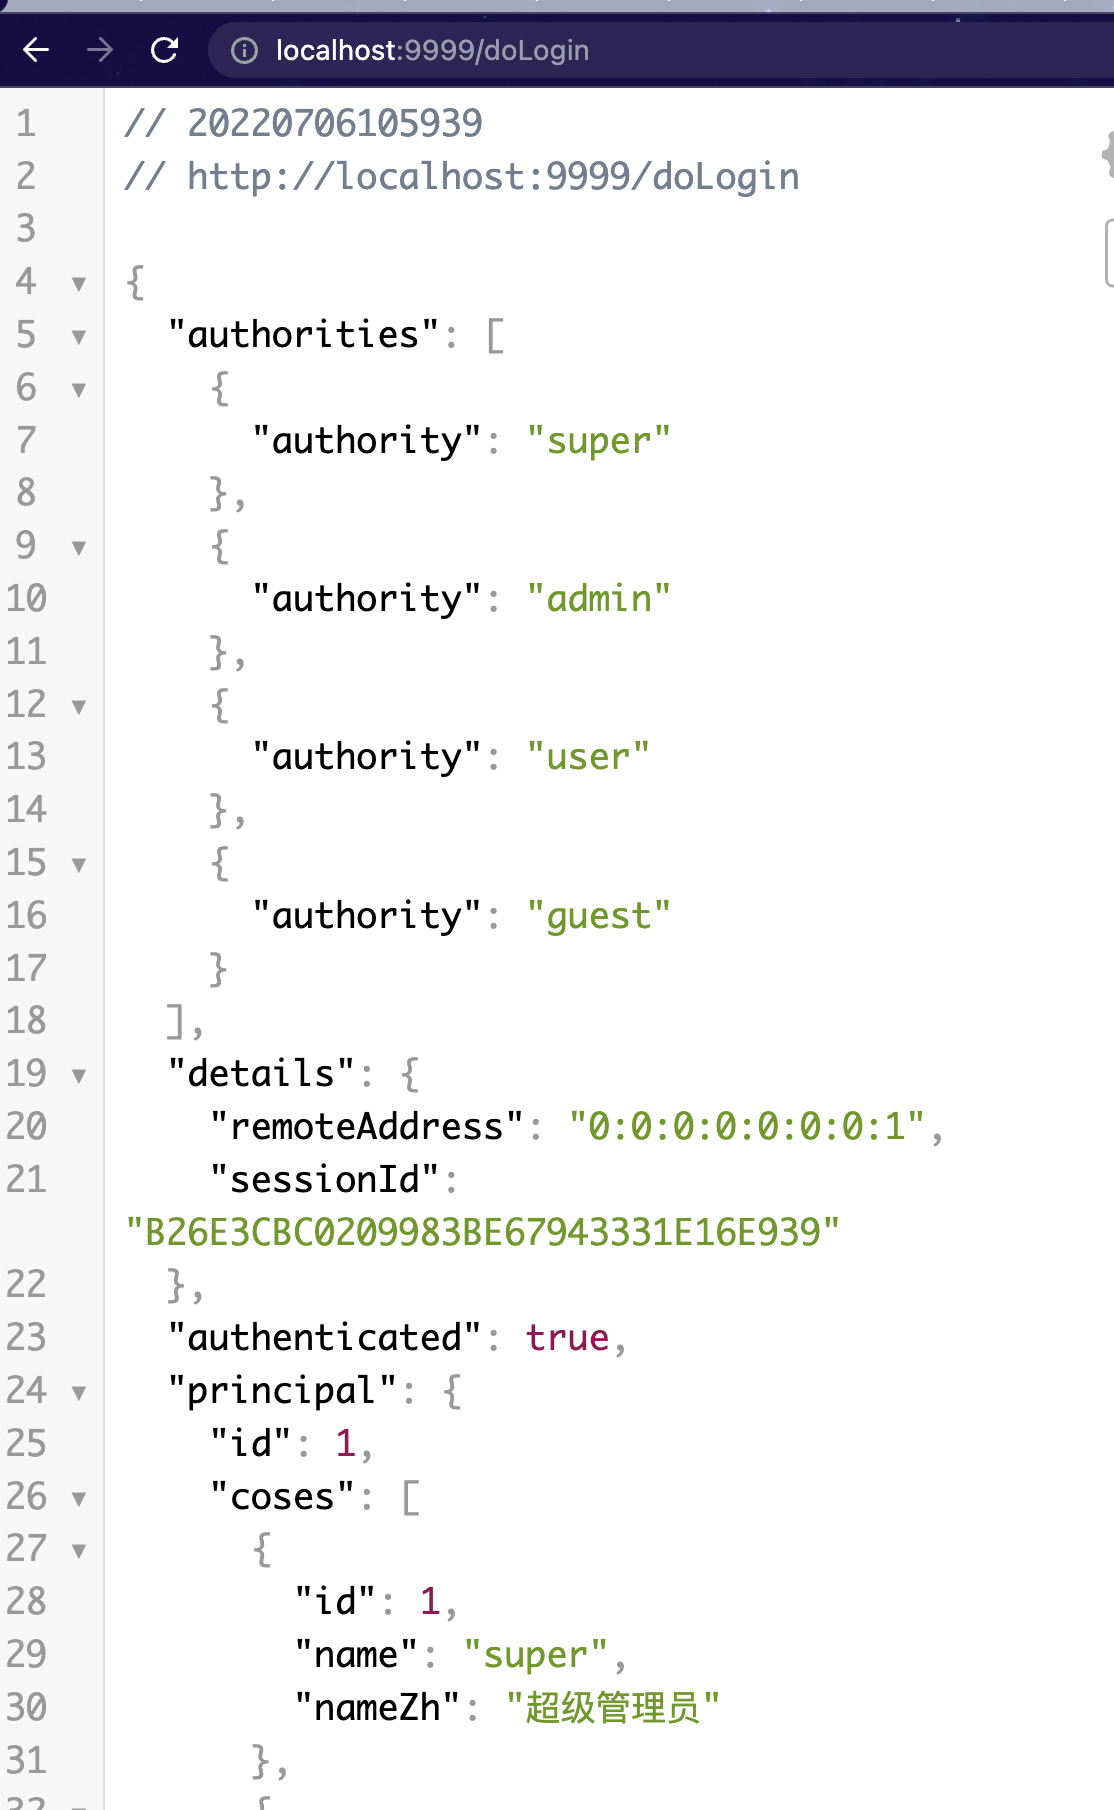 localhost:9999/doLogin
1 // 20220706105939
2 // http://localhost:9999/doLogin
3
4 {
5 "authorities": [
6 {
7 "authority": "super"
8 },
9 {
10 "authority": "admin"
11 },
12 {
13 "authority": "user"
14 },
15 {
16 "authority": "guest"
17 }
18 ],
19 "details": {
20 "remoteAddress": "0:0:0:0:0:0:0:1",
21 "sessionId":
"B26E3CBC0209983BE67943331E16E939"
22 },
23 "authenticated": true,
24 "principal": {
25 "id": 1,
26 "coses": [
27 {
28 "id": 1,
29 "name": "super",
30 "nameZh": "超级管理员"
31 },
32 {